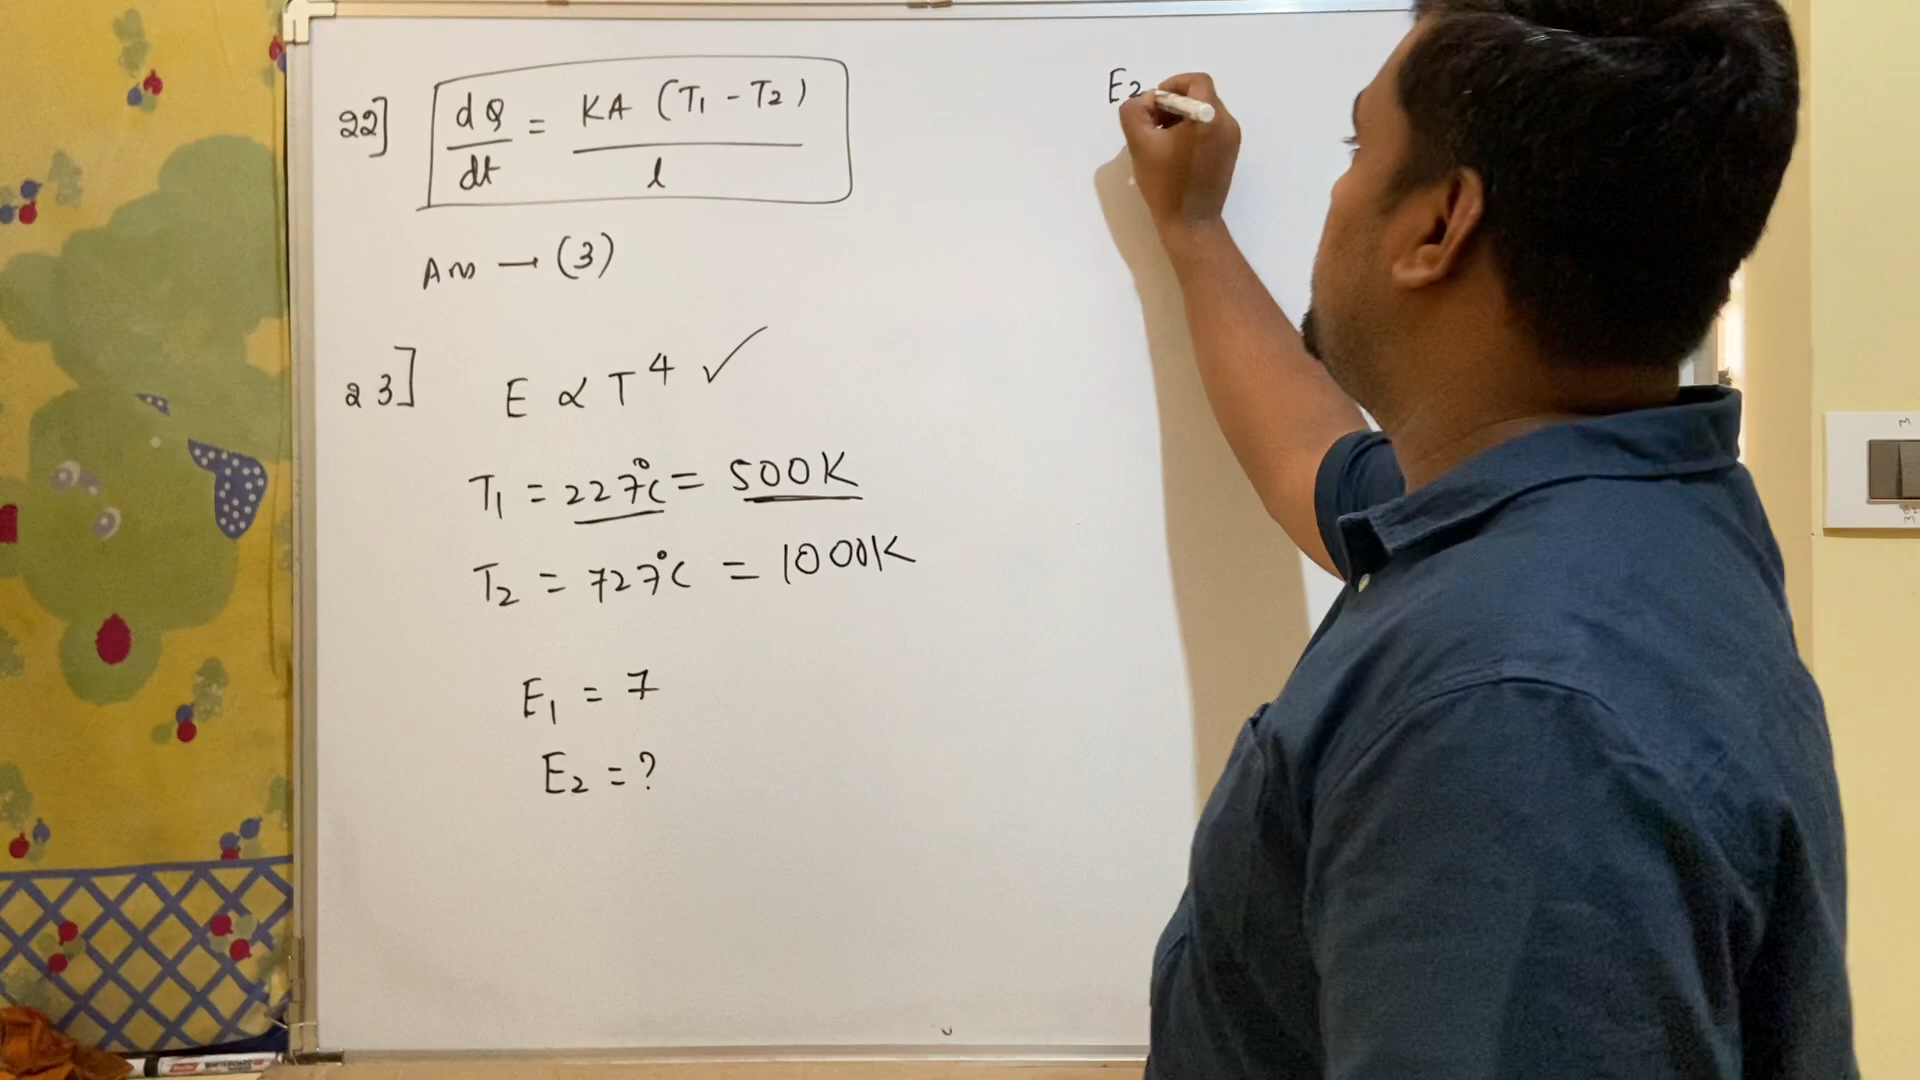 22] dQ/dt = KA (T₁ - T₂) / l
Ans → (3)
23] E ∝ T⁴ ✓
T₁ = 227°C = 500K
T₂ = 727°C = 1000K
E₁ = 7
E₂ = ?
E₂